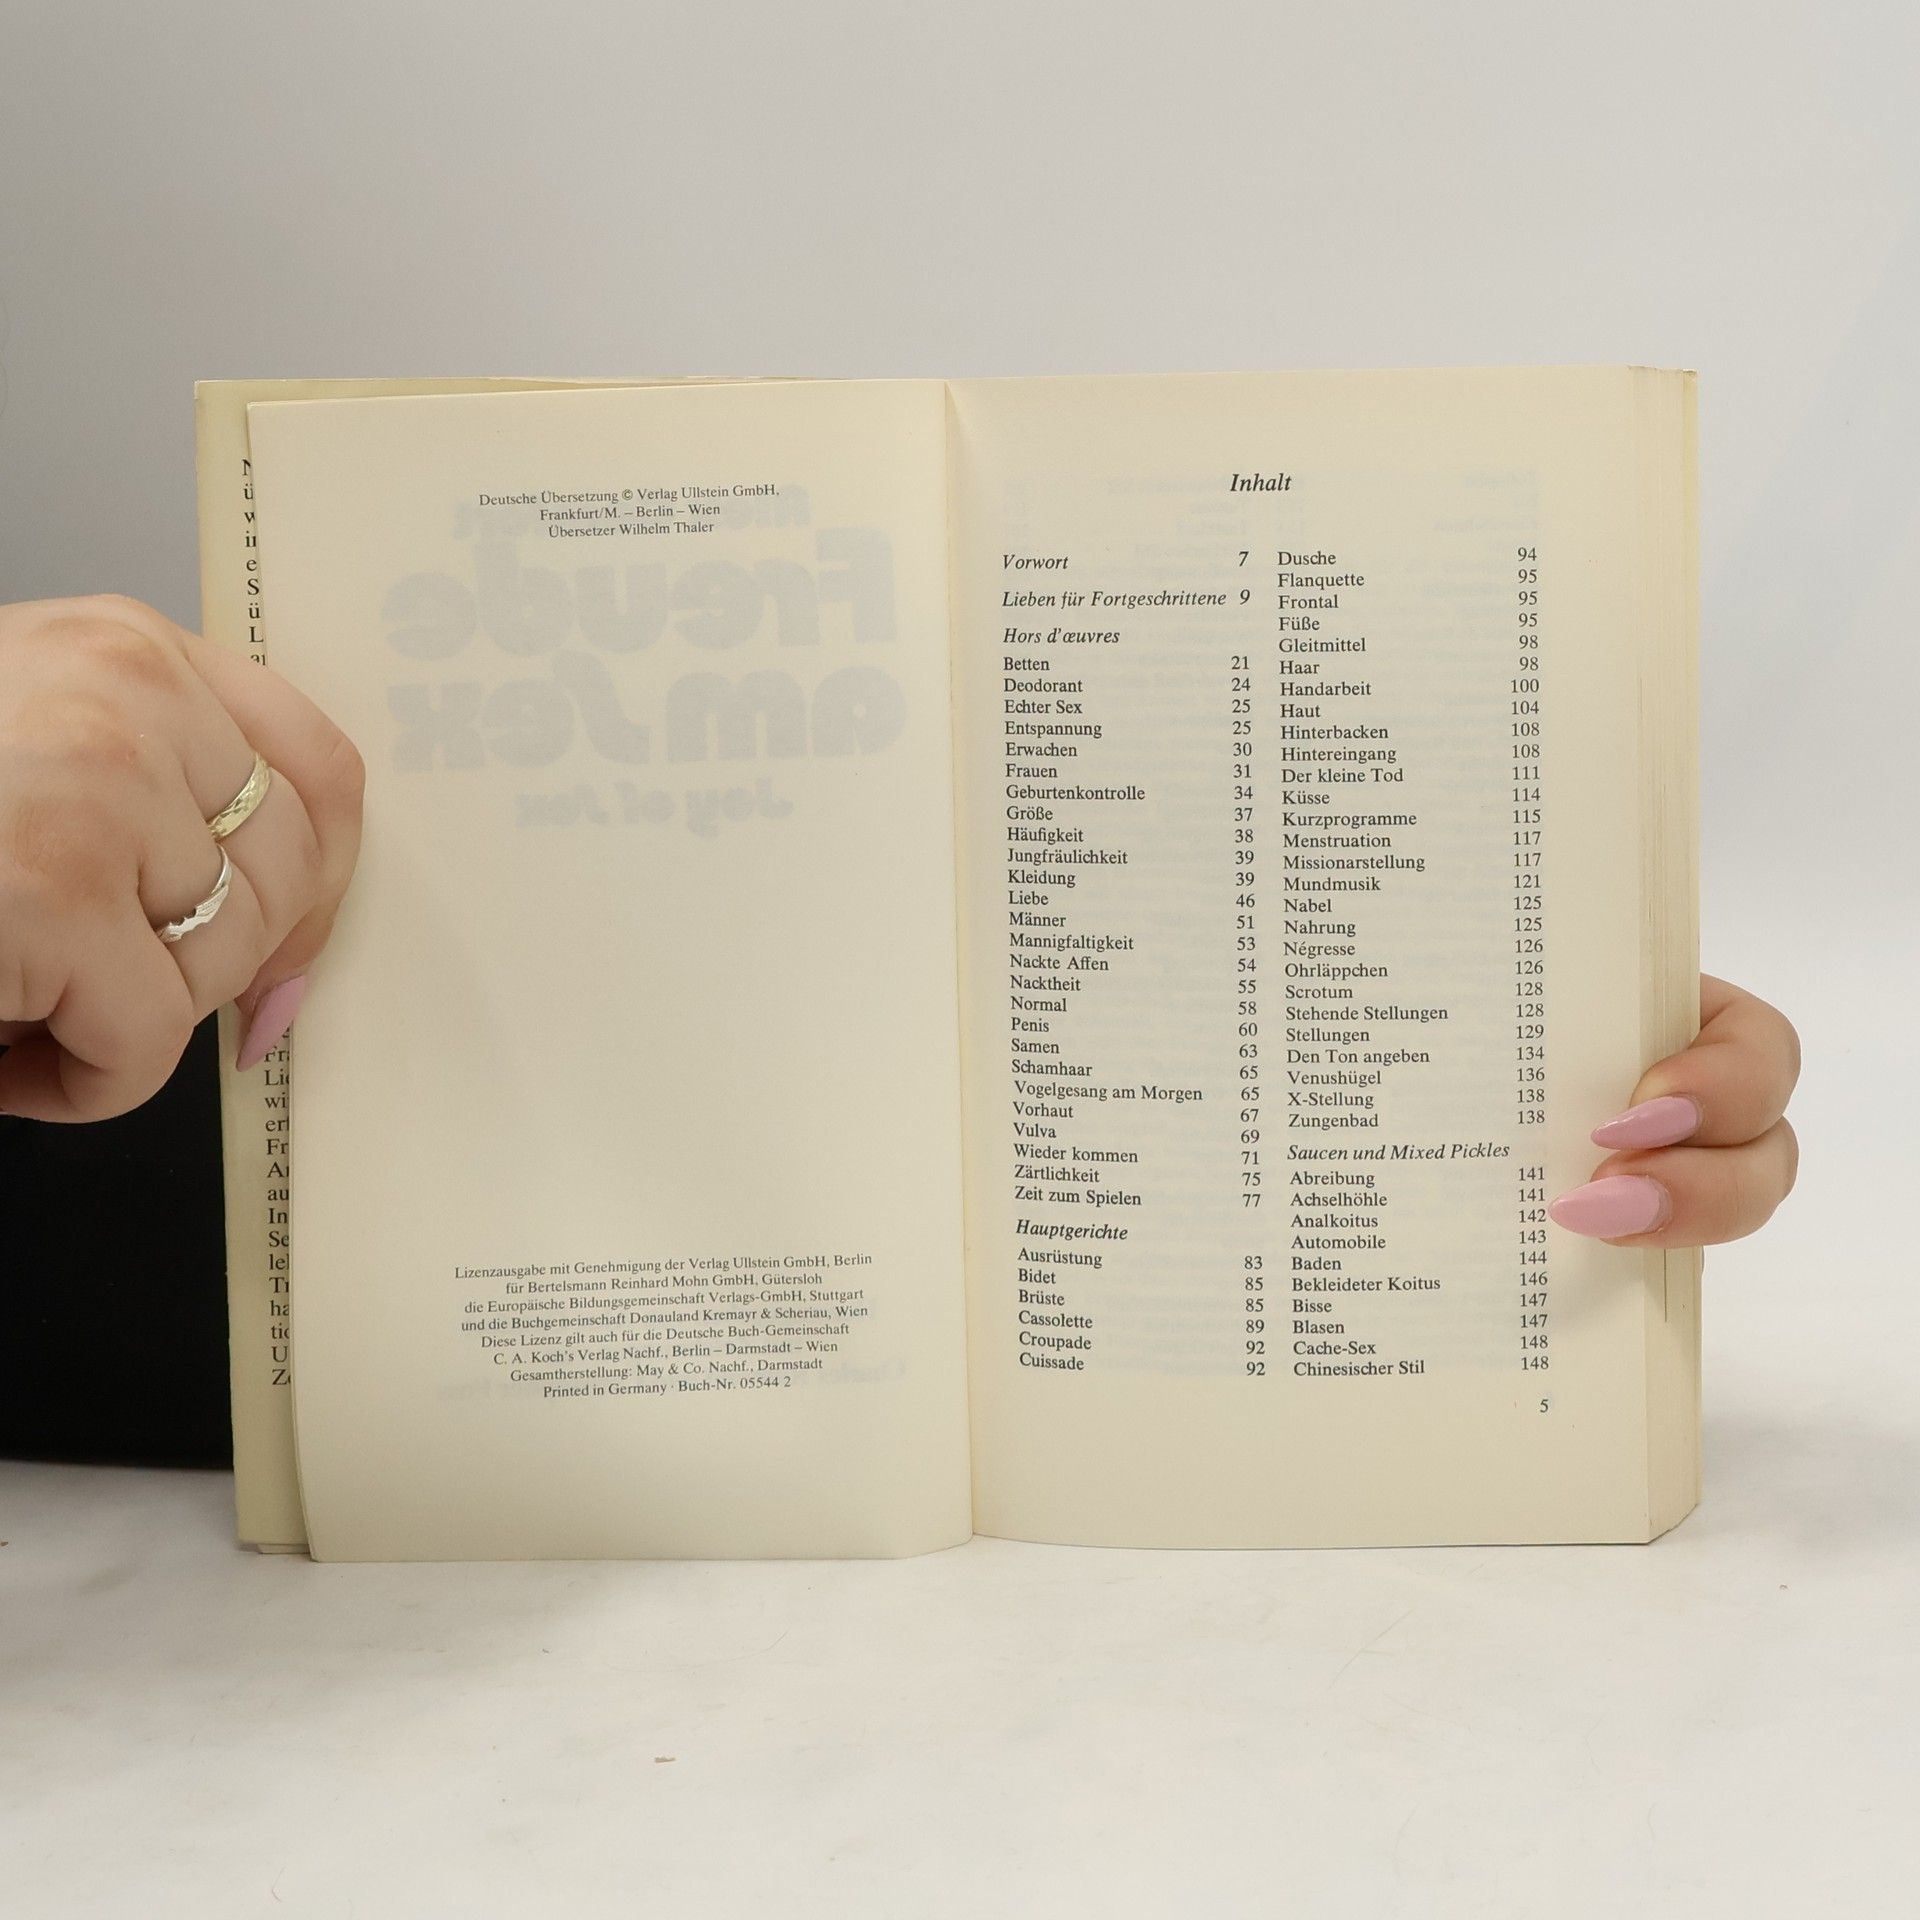 Deutsche Übersetzung © Verlag Ullstein GmbH,
Frankfurt/M. – Berlin – Wien
Übersetzer Wilhelm Thaler
Freude
am Sex
Joy of Sex
Lizenzausgabe mit Genehmigung der Verlag Ullstein GmbH, Berlin
für Bertelsmann Reinhard Mohn GmbH, Gütersloh
die Europäische Bildungsgemeinschaft Verlags-GmbH, Stuttgart
und die Buchgemeinschaft Donauland Kremayr & Scheriau, Wien
Diese Lizenz gilt auch für die Deutsche Buch-Gemeinschaft
C. A. Koch's Verlag Nachf., Berlin – Darmstadt – Wien
Gesamtherstellung: May & Co. Nachf., Darmstadt
Printed in Germany · Buch-Nr. 05544 2
Inhalt
Vorwort 7
Lieben für Fortgeschrittene 9
Hors d'œuvres
Betten 21
Deodorant 24
Echter Sex 25
Entspannung 25
Erwachen 30
Frauen 31
Geburtenkontrolle 34
Größe 37
Häufigkeit 38
Jungfräulichkeit 39
Kleidung 39
Liebe 46
Männer 51
Mannigfaltigkeit 53
Nackte Affen 54
Nacktheit 55
Normal 58
Penis 60
Samen 63
Schamhaar 65
Vogelgesang am Morgen 65
Vorhaut 67
Vulva 69
Wieder kommen 71
Zärtlichkeit 75
Zeit zum Spielen 77
Hauptgerichte
Ausrüstung 83
Bidet 85
Brüste 85
Cassolette 89
Croupade 92
Cuissade 92
Dusche 94
Flanquette 95
Frontal 95
Füße 95
Gleitmittel 98
Haar 98
Handarbeit 100
Haut 104
Hinterbacken 108
Hintereingang 108
Der kleine Tod 111
Küsse 114
Kurzprogramme 115
Menstruation 117
Missionarstellung 117
Mundmusik 121
Nabel 125
Nahrung 125
Négresse 126
Ohrläppchen 126
Scrotum 128
Stehende Stellungen 128
Stellungen 129
Den Ton angeben 134
Venushügel 136
X-Stellung 138
Zungenbad 138
Saucen und Mixed Pickles
Abreibung 141
Achselhöhle 141
Analkoitus 142
Automobile 143
Baden 144
Bekleideter Koitus 146
Bisse 147
Blasen 147
Cache-Sex 148
Chinesischer Stil 148
5